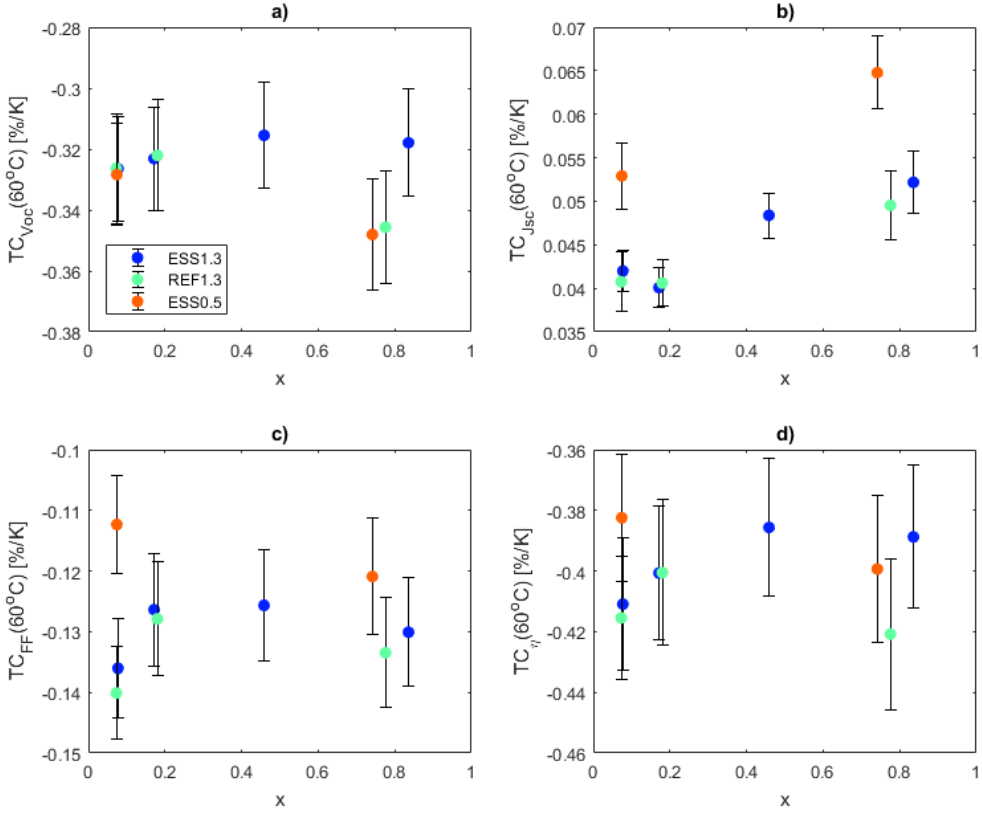 a)
TC_Voc(60°C) [%/K]
-0.28
-0.3
-0.32
-0.34
-0.36
-0.38
ESS1.3
REF1.3
ESS0.5
0 0.2 0.4 0.6 0.8 1
x
b)
TC_Jsc(60°C) [%/K]
0.07
0.065
0.06
0.055
0.05
0.045
0.04
0.035
0 0.2 0.4 0.6 0.8 1
x
c)
TC_FF(60°C) [%/K]
-0.1
-0.11
-0.12
-0.13
-0.14
-0.15
0 0.2 0.4 0.6 0.8 1
x
d)
TC_η(60°C) [%/K]
-0.36
-0.38
-0.4
-0.42
-0.44
-0.46
0 0.2 0.4 0.6 0.8 1
x